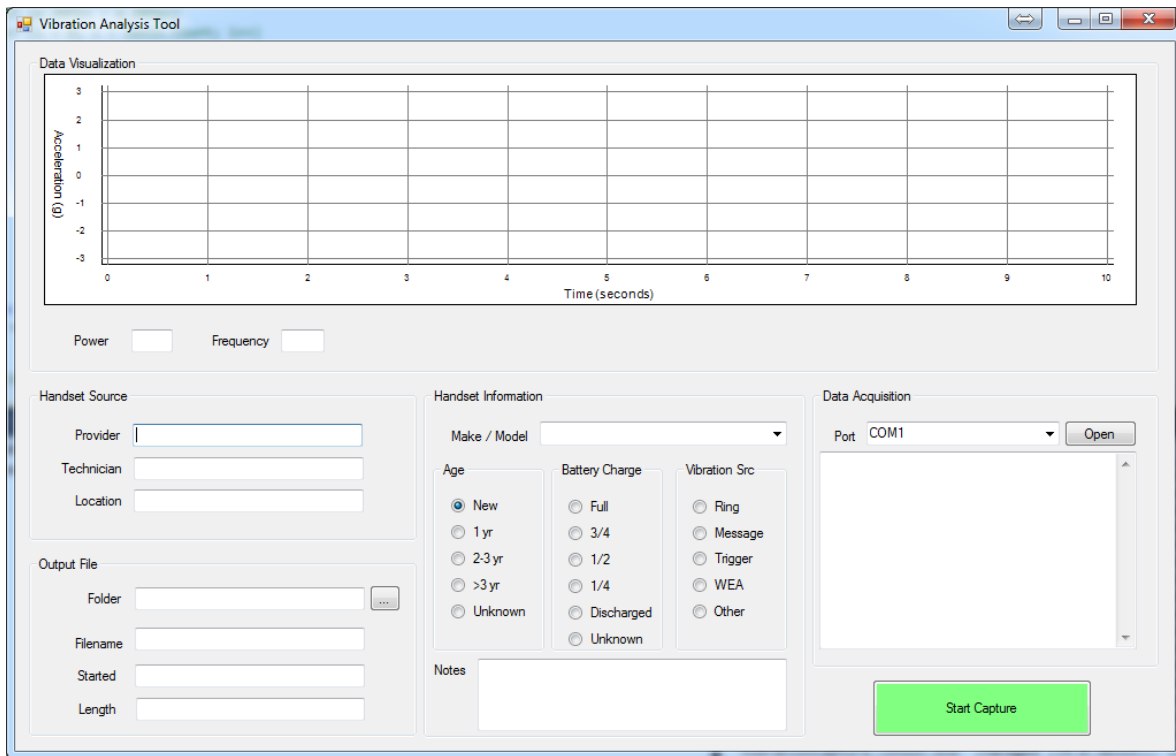 Vibration Analysis Tool
Data Visualization
3
2
1
0
-1
-2
-3
Acceleration (g)
0 1 2 3 4 5 6 7 8 9 10
Time (seconds)
Power Frequency
Handset Source
Provider
Technician
Location
Output File
Folder ...
Filename
Started
Length
Handset Information
Make / Model
Age
New
1 yr
2-3 yr
>3 yr
Unknown
Battery Charge
Full
3/4
1/2
1/4
Discharged
Unknown
Vibration Src
Ring
Message
Trigger
WEA
Other
Notes
Data Acquisition
Port COM1 Open
Start Capture